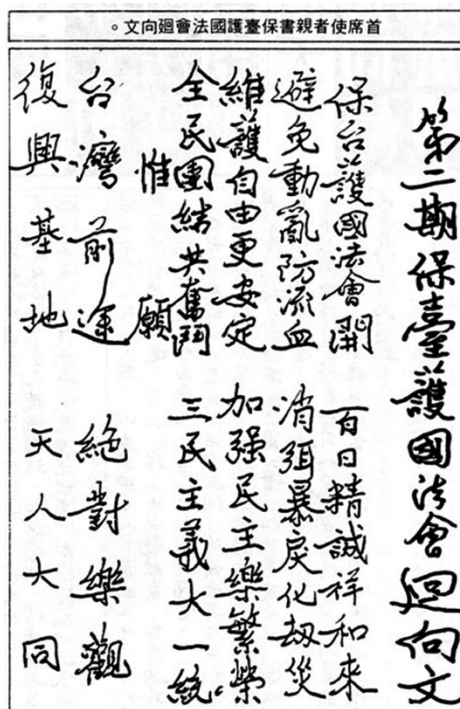 首席使者親書保臺護國法會廻向文。
第二期保臺護國法會迴向文
保台護國法會開　百日精誠祥和來
避免動亂防流血　消弭暴戾化劫災
維護自由更安定　加強民主樂繁榮
全民團結共奮鬥　三民主義大一統。
惟願
台灣前途　絕對樂觀
復興基地　天人大同